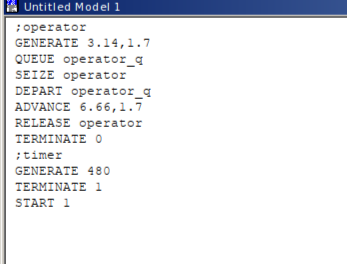 Untitled Model 1
;operator
GENERATE 3.14,1.7
QUEUE operator_q
SEIZE operator
DEPART operator_q
ADVANCE 6.66,1.7
RELEASE operator
TERMINATE 0
;timer
GENERATE 480
TERMINATE 1
START 1